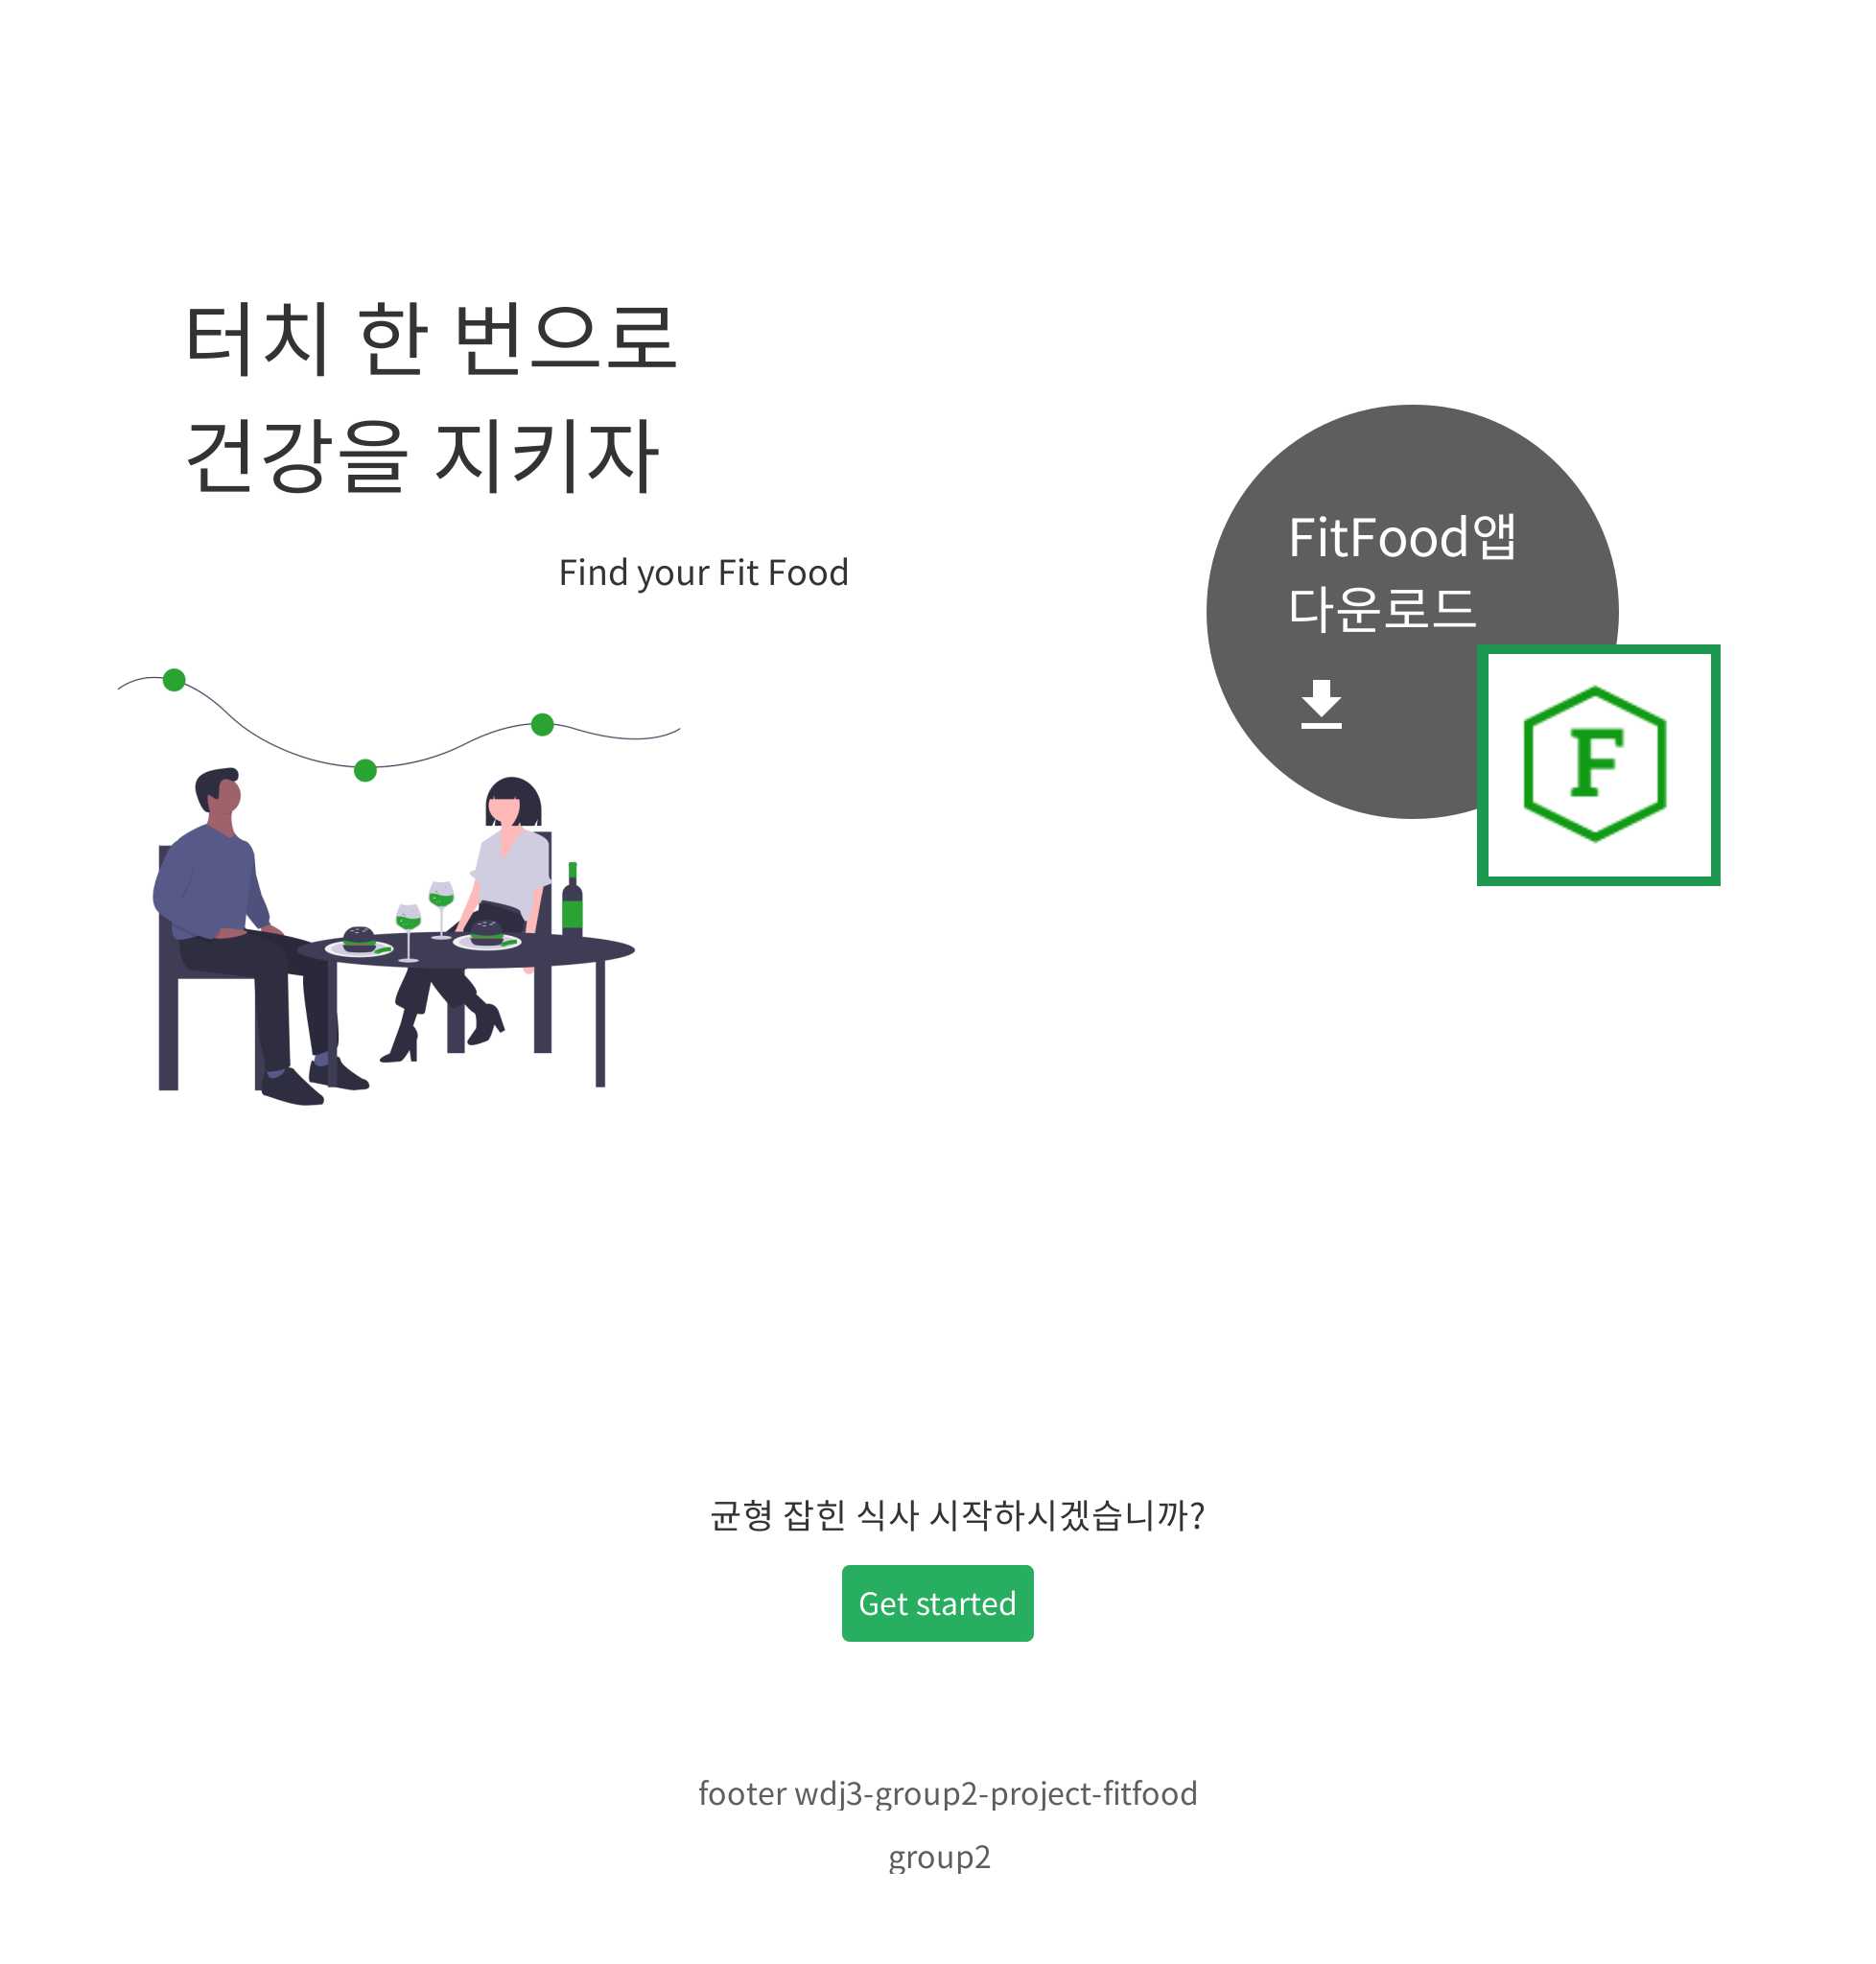 터치 한 번으로
건강을 지키자
Find your Fit Food
FitFood앱
다운로드
F
균형 잡힌 식사 시작하시겠습니까?
Get started
footer wdj3-group2-project-fitfood
group2